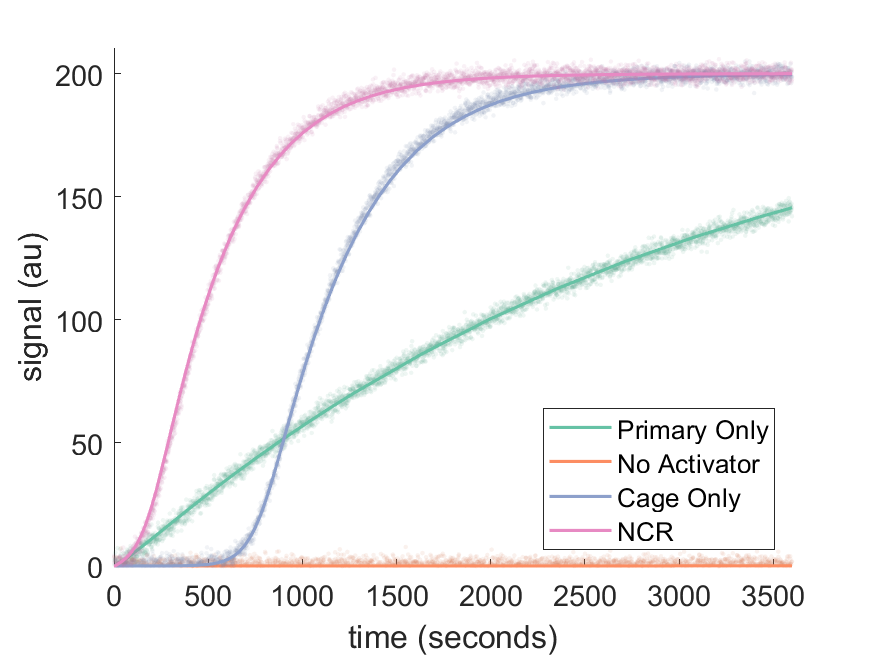 200
150
100
50
0
0 500 1000 1500 2000 2500 3000 3500
signal (au)
time (seconds)
Primary Only
No Activator
Cage Only
NCR